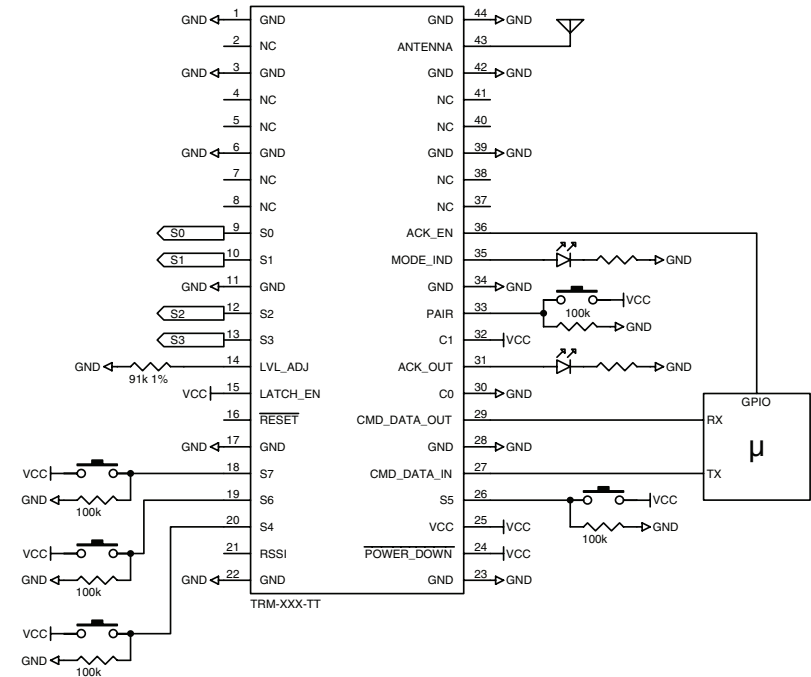 GND 1 GND GND 44 GND
2 NC ANTENNA 43
GND 3 GND GND 42 GND
4 NC NC 41
5 NC NC 40
GND 6 GND GND 39 GND
7 NC NC 38
8 NC NC 37
S0 9 S0 ACK_EN 36
S1 10 S1 MODE_IND 35 GND
GND 11 GND GND 34 GND
VCC
S2 12 S2 PAIR 33 100k
GND
S3 13 S3 C1 32 VCC
GND 91k 1% 14 LVL_ADJ ACK_OUT 31 GND
VCC 15 LATCH_EN C0 30 GND
GPIO
16 RESET CMD_DATA_OUT 29 RX
GND 17 GND GND 28 GND
µ
VCC 18 S7 CMD_DATA_IN 27 TX
GND 100k 19 S6 S5 26 VCC
20 S4 VCC 25 VCC 100k GND
VCC 21 RSSI POWER_DOWN 24 VCC
GND 100k GND 22 GND GND 23 GND
TRM-XXX-TT
VCC
GND 100k